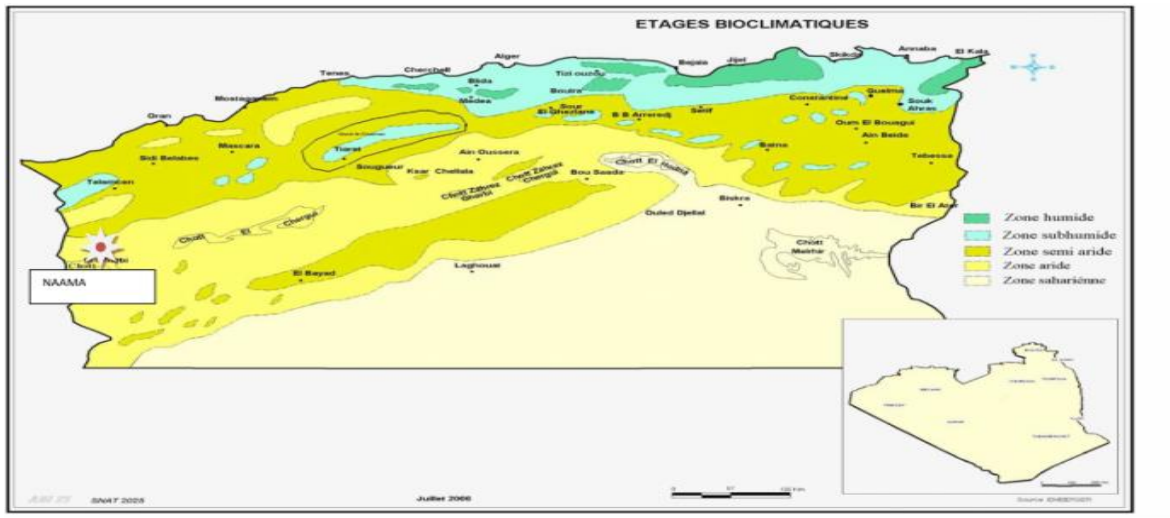 ETAGES BIOCLIMATIQUES
El Kala
Annaba
Skikda
Jijel
Bejaia
Alger
Tizi ouzou
Cherchell
Tenes
Blida
Bouira
Medea
Guelma
Mostaganem
Constantine
Souk
Ahras
Sour
El Ghozlane
Setif
Oran
B B Arreredj
Oum El Bouagui
Ain Beida
Mascara
Tiaret
Batna
Sidi Belabes
Ain Oussera
Tebessa
Sougueur
Chott El Hodna
Ksar Chellala
Chott Zahrez
Chergui
Bou Saada
Telemcen
Chott Zahrez
Gherbi
Biskra
Bir El Ater
Ouled Djellal
Zone humide
Chott El Chergui
Zone subhumide
Chott
Melrhir
Zone semi aride
Laghouat
Zone aride
El Bayad
NAAMA
Zone sahariénne
SNAT 2025
Juillet 2006